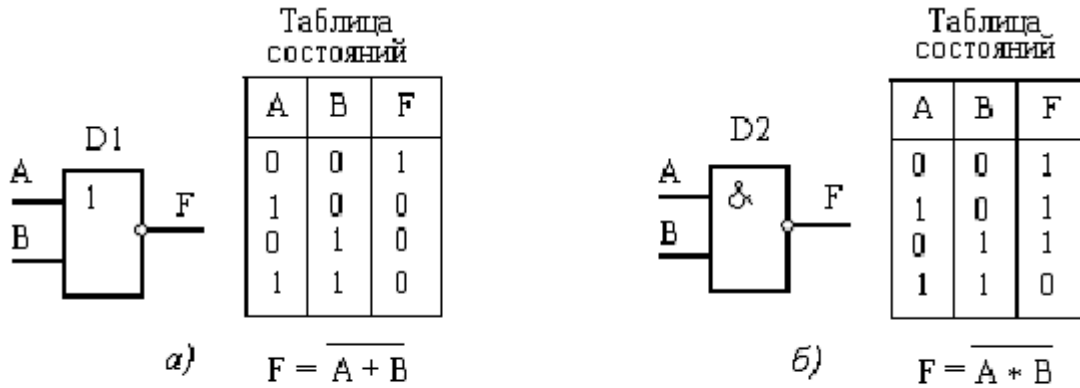 Таблица
состояний
A B F
0 0 1
1 0 0
0 1 0
1 1 0
D1
A
1
F
B
а)
F = A + B
Таблица
состояний
A B F
0 0 1
1 0 1
0 1 1
1 1 0
D2
A
&
F
B
б)
F = A * B